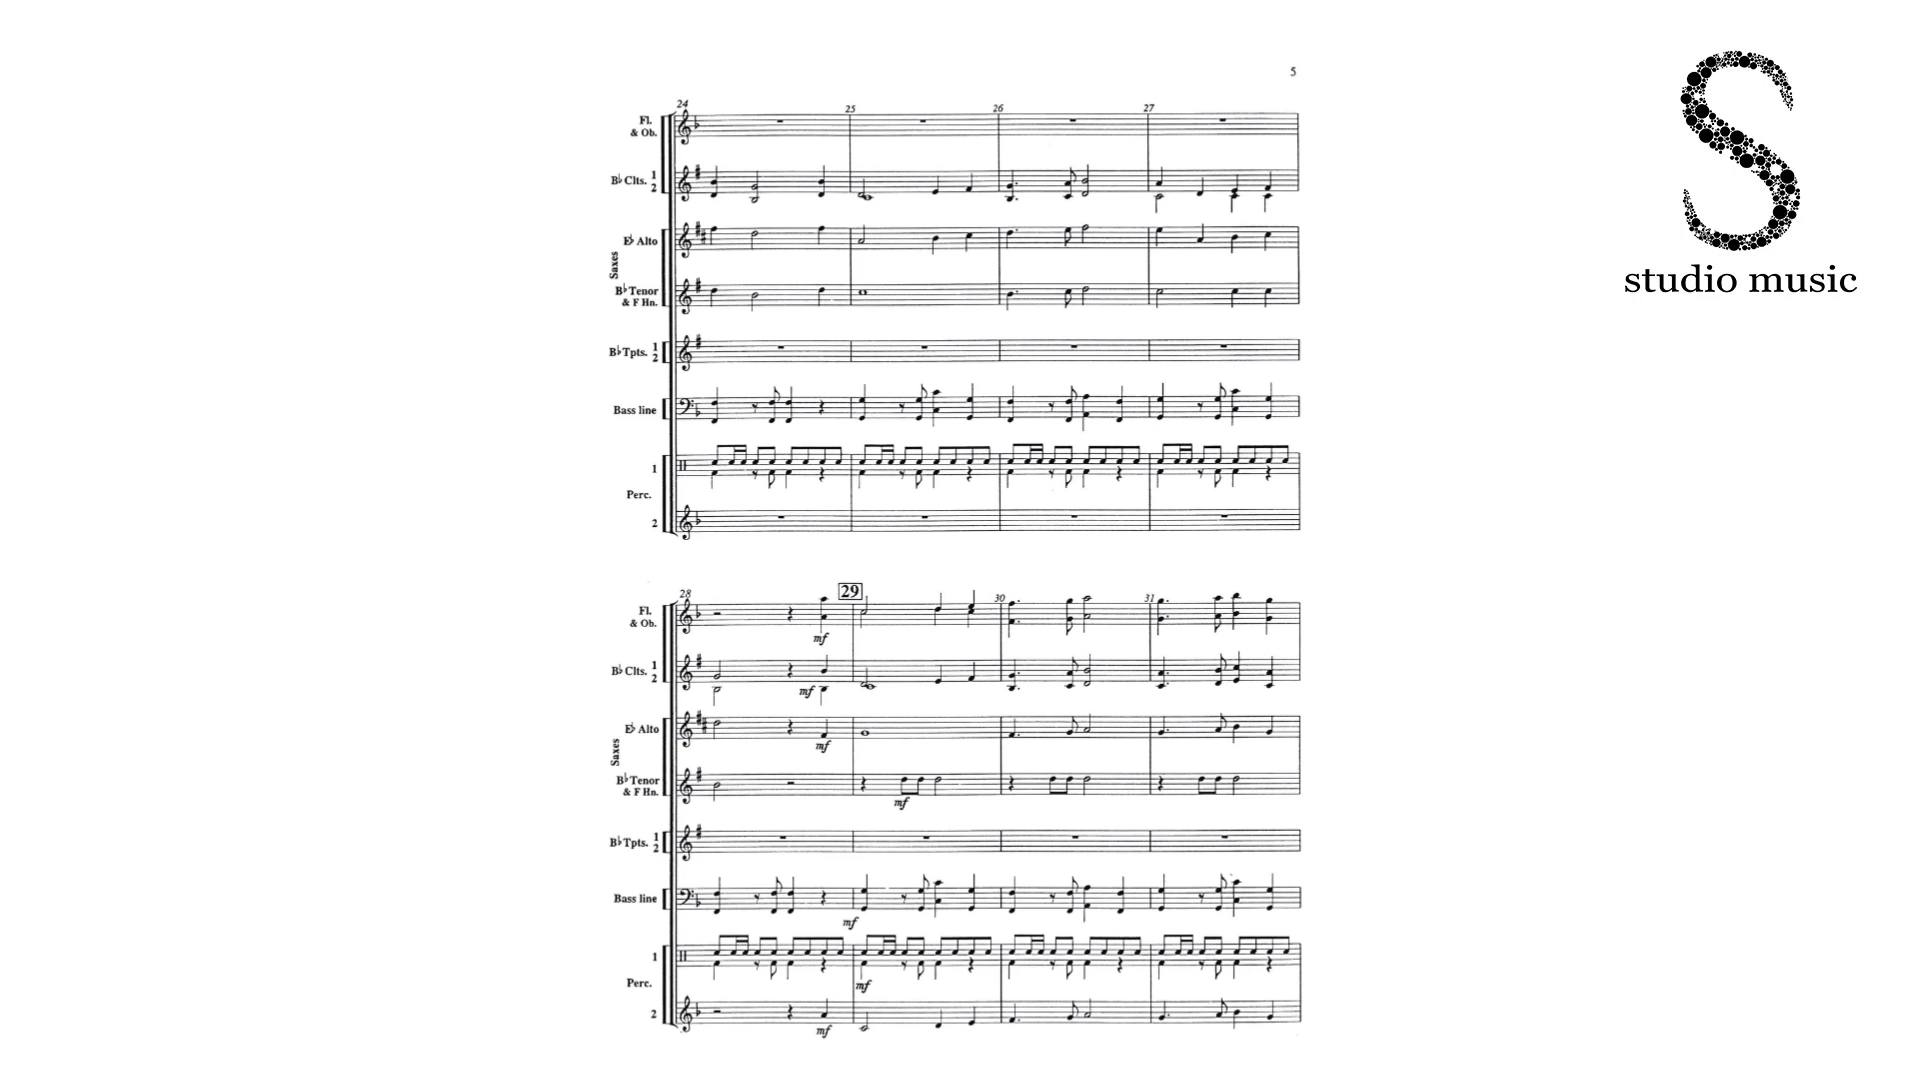 5
24
25
26
27
Fl.
& Ob.
B♭ Clts. 1
2
E♭ Alto
Saxes
B♭ Tenor
& F Hn.
B♭ Tpts. 1
2
Bass line
1
Perc.
2
28
29
30
31
Fl.
& Ob.
mf
B♭ Clts. 1
2
mf
E♭ Alto
mf
Saxes
B♭ Tenor
& F Hn.
mf
B♭ Tpts. 1
2
Bass line
mf
1
mf
Perc.
2
mf
studio music